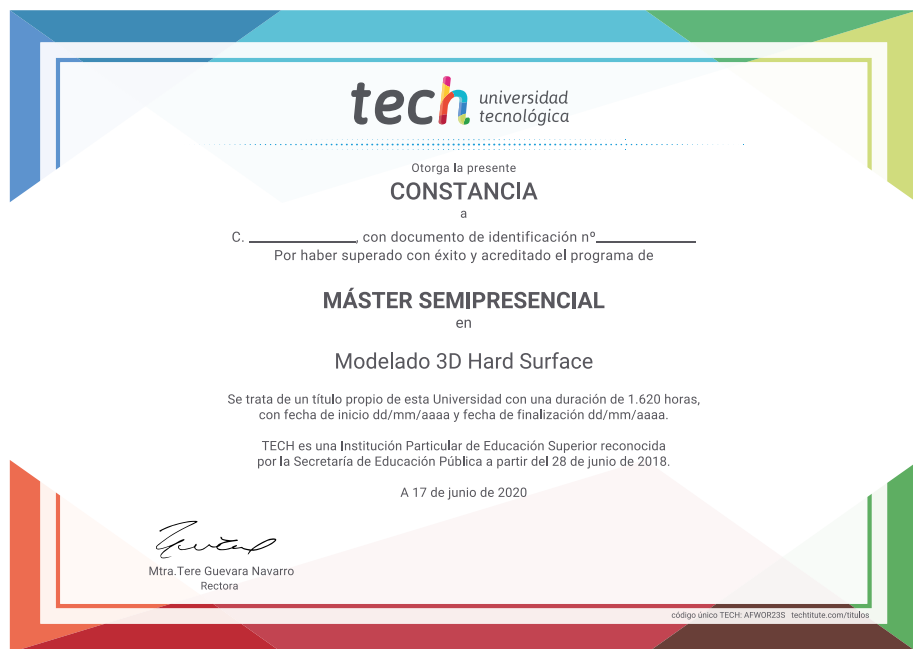 tech universidad
tecnológica
Otorga la presente
CONSTANCIA
a
C. ____________, con documento de identificación nº____________
Por haber superado con éxito y acreditado el programa de
MÁSTER SEMIPRESENCIAL
en
Modelado 3D Hard Surface
Se trata de un título propio de esta Universidad con una duración de 1.620 horas,
con fecha de inicio dd/mm/aaaa y fecha de finalización dd/mm/aaaa.
TECH es una Institución Particular de Educación Superior reconocida
por la Secretaría de Educación Pública a partir del 28 de junio de 2018.
A 17 de junio de 2020
Mtra.Tere Guevara Navarro
Rectora
código único TECH: AFWOR23S techtitute.com/titulos